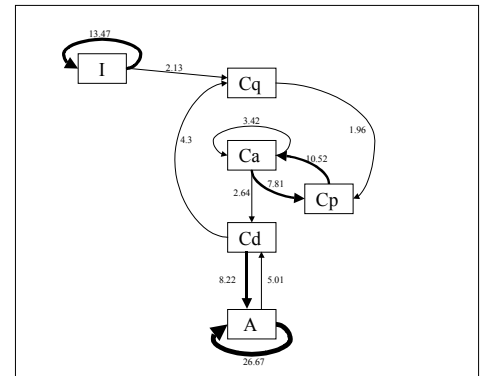 13.47
I
2.13
Cq
4.3
3.42
1.96
Ca
10.52
7.81
2.64
Cp
Cd
8.22
5.01
A
26.67